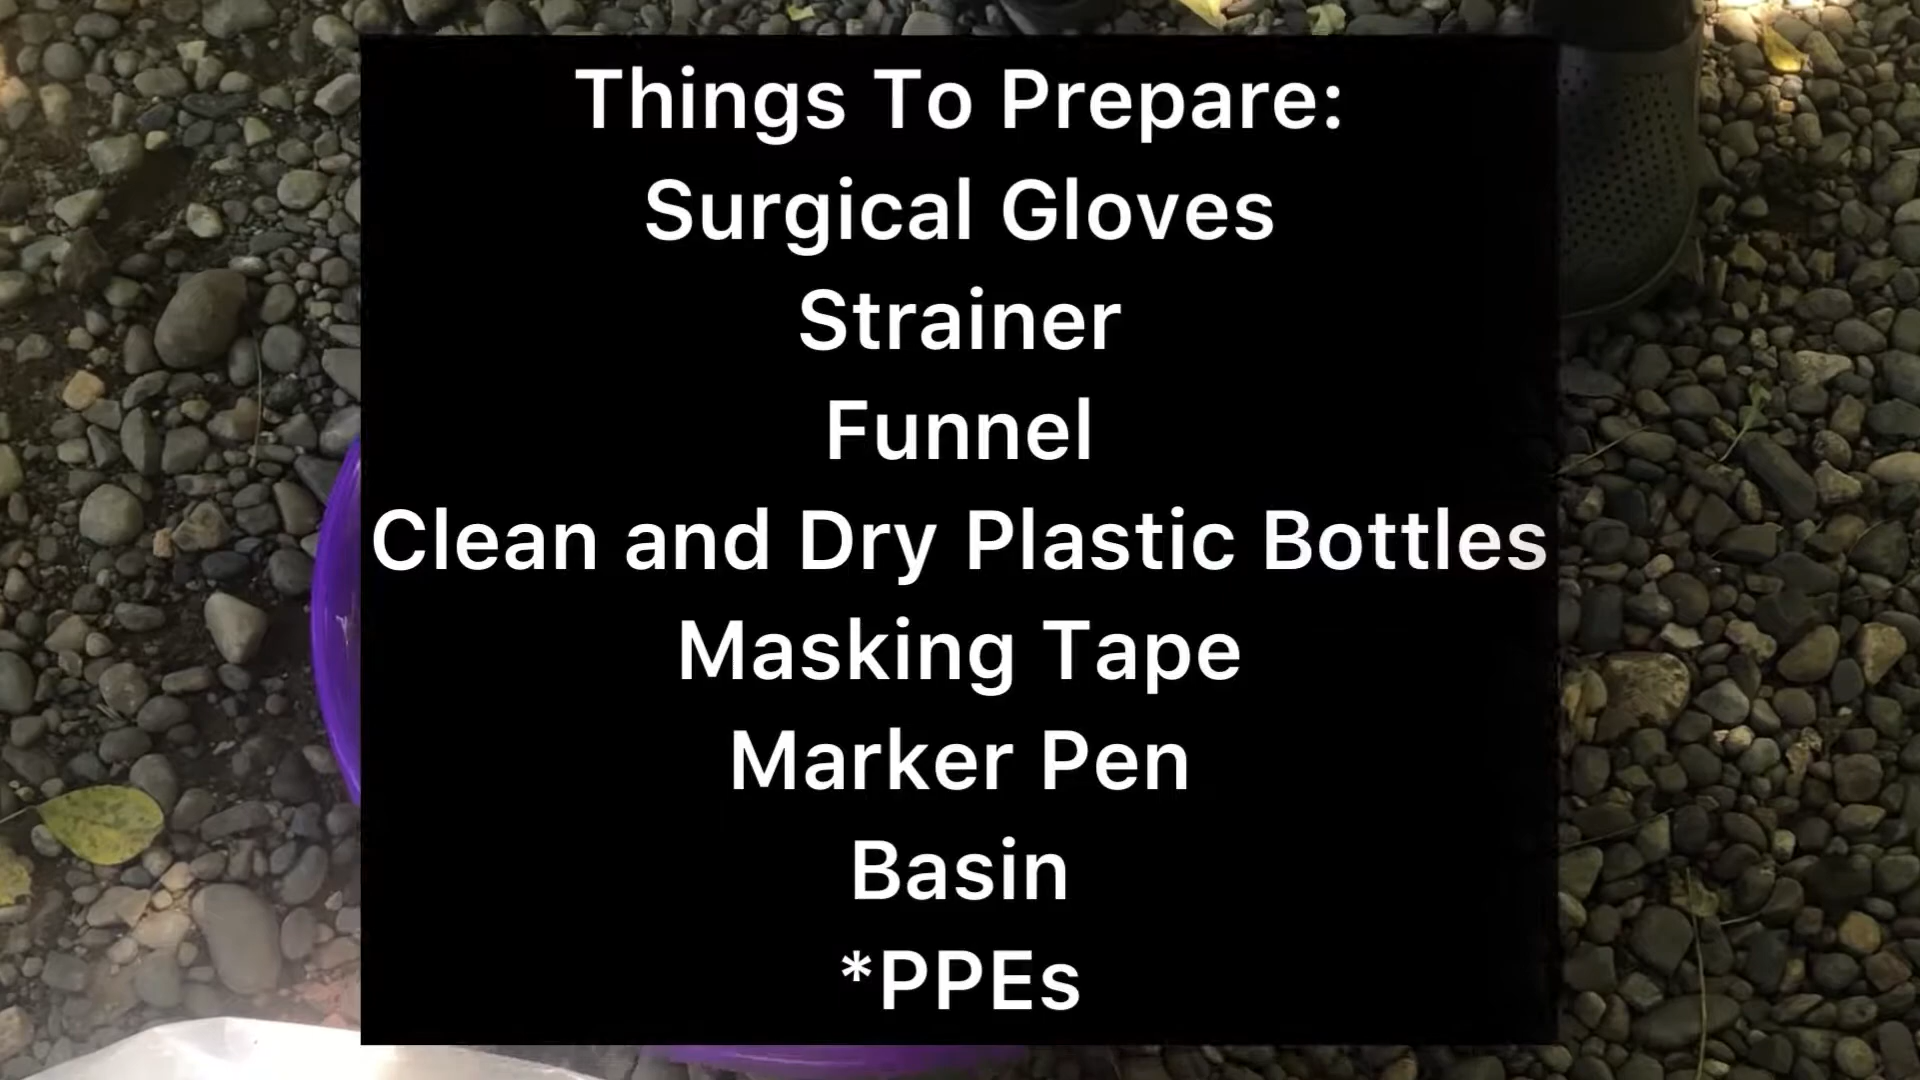 Things To Prepare:
Surgical Gloves
Strainer
Funnel
Clean and Dry Plastic Bottles
Masking Tape
Marker Pen
Basin
*PPEs